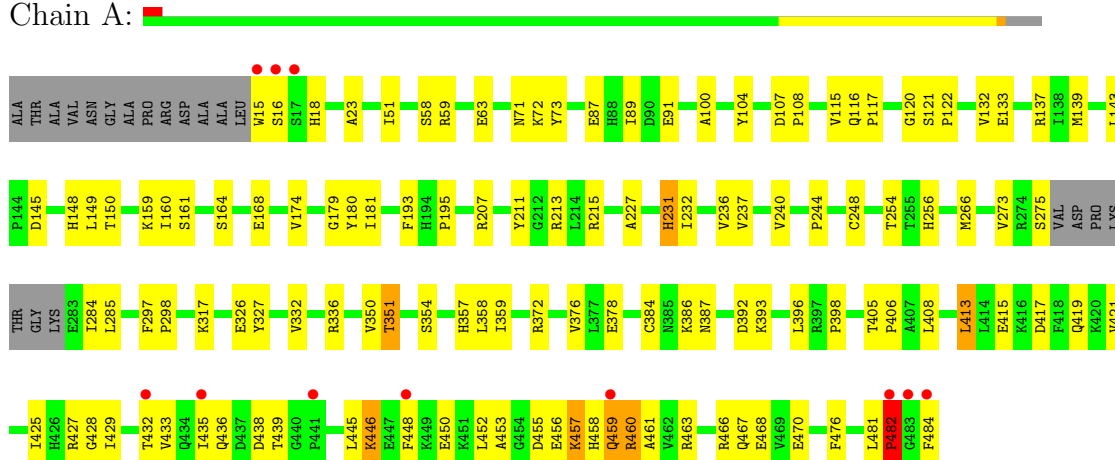 Chain A:
ALA THR ALA VAL ASN GLY ALA PRO ARG ASP ALA ALA LEU W15 S16 S17 H18 A23 I51 S58 R59 E63 N71 K72 Y73 E87 H88 I89 D90 E91 A100 Y104 D107 P108 V115 Q116 P117 G120 S121 P122 V132 E133 R137 I138 M139 L143
P144 D145 H148 L149 T150 K159 I160 S161 S164 E168 V174 G179 Y180 I181 F193 H194 P195 R207 Y211 G212 R213 L214 R215 A227 H231 I232 V236 V237 V240 P244 C248 T254 T255 H256 M266 V273 R274 S275 VAL ASP PRO LYS
THR GLY LYS E283 I284 L285 F297 P298 K317 E326 Y327 V332 R336 V350 T351 S354 H357 L358 I359 R372 V376 L377 E378 C384 N385 K386 N387 D392 K393 L396 R397 P398 T405 P406 A407 L408 L413 L414 E415 K416 D417 F418 Q419 K420 V421
I425 H426 R427 G428 I429 T432 V433 Q434 I435 Q436 D437 D438 T439 G440 P441 L445 K446 E447 F448 K449 E450 K451 L452 A453 G454 D455 E456 K457 H458 Q459 R460 A461 V462 R463 R466 Q467 E468 V469 E470 F476 L481 P482 G483 F484